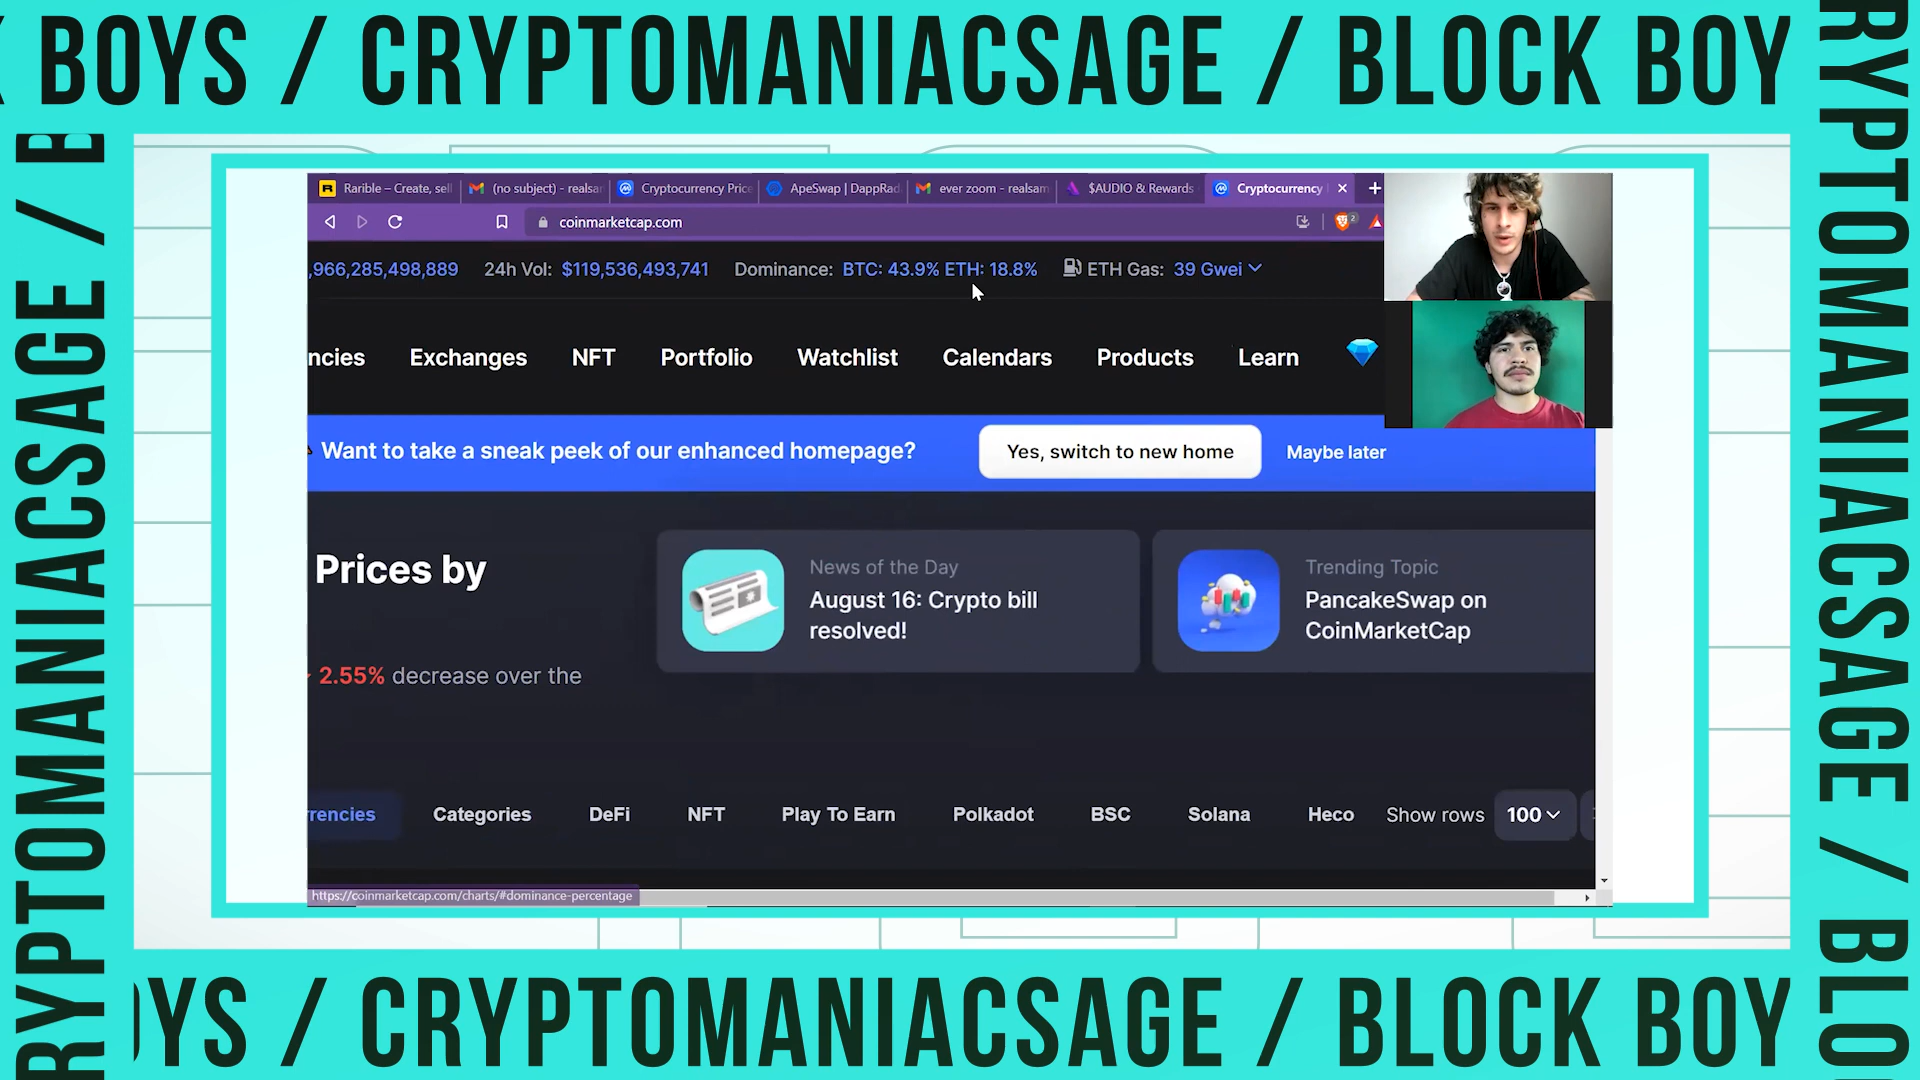 K BOYS / CRYPTOMANIACSAGE / BLOCK BOY
RYPTOMANIACSAGE / B
RYPTOMANIACSAGE / BLO
Rarible – Create, sell
(no subject) - realsar
Cryptocurrency Price
ApeSwap | DappRad
ever zoom - realsam
$AUDIO & Rewards
Cryptocurrency
coinmarketcap.com
2
,966,285,498,889 24h Vol: $119,536,493,741 Dominance: BTC: 43.9% ETH: 18.8% ETH Gas: 39 Gwei
ncies Exchanges NFT Portfolio Watchlist Calendars Products Learn
Want to take a sneak peek of our enhanced homepage? Yes, switch to new home Maybe later
Prices by
News of the Day
August 16: Crypto bill
resolved!
Trending Topic
PancakeSwap on
CoinMarketCap
2.55% decrease over the
rrencies Categories DeFi NFT Play To Earn Polkadot BSC Solana Heco Show rows 100
https://coinmarketcap.com/charts/#dominance-percentage
OYS / CRYPTOMANIACSAGE / BLOCK BOY